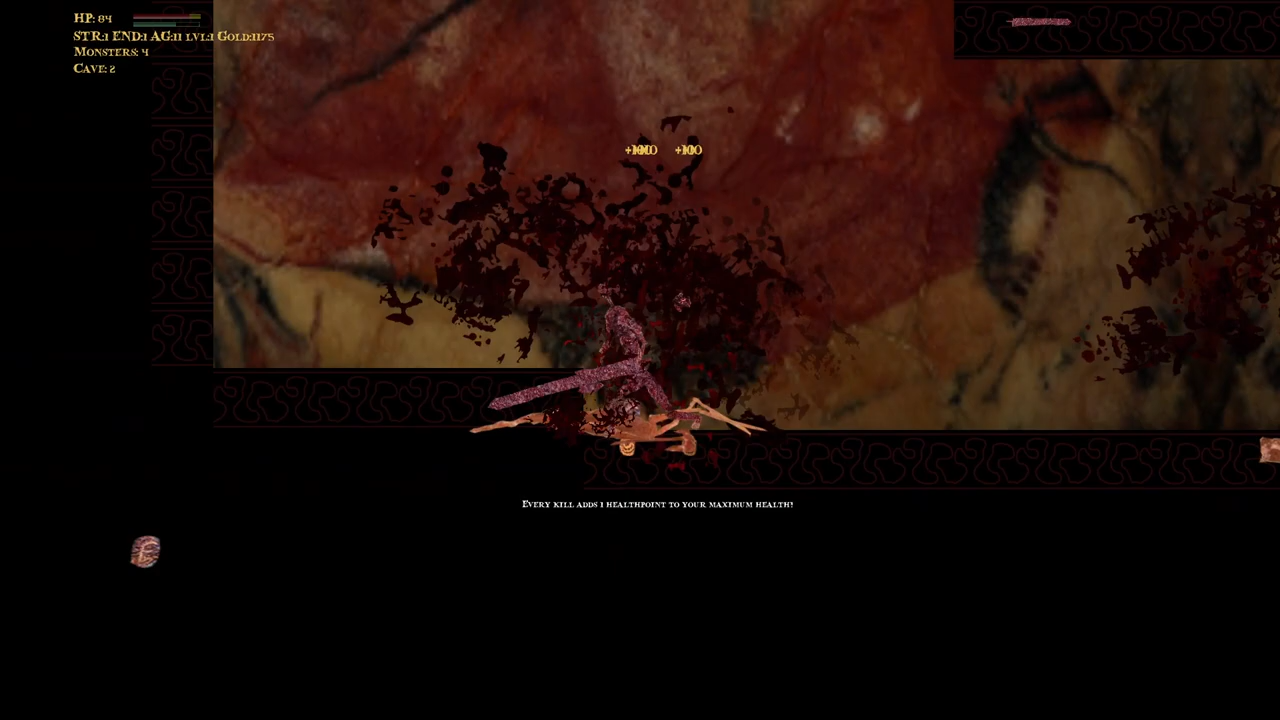 HP: 84
STR:1 END:1 AG:11 LVL:1 GOLD:1175
MONSTERS: 4
CAVE: 2
+100
EVERY KILL ADDS 1 HEALTHPOINT TO YOUR MAXIMUM HEALTH!